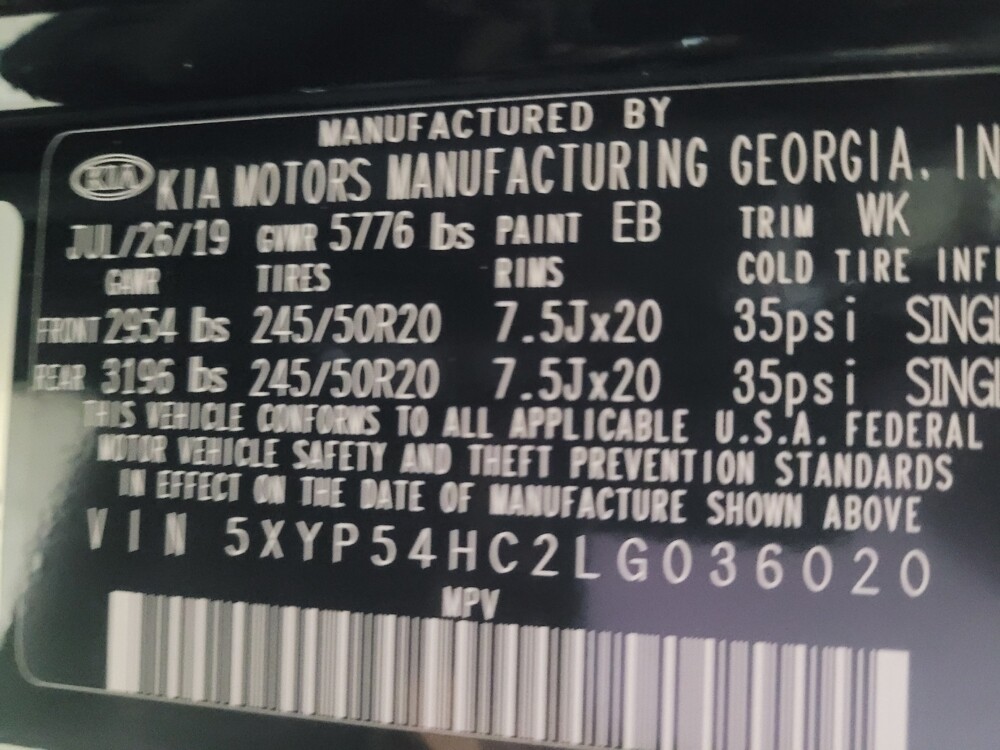 MANUFACTURED BY
KIA KIA MOTORS MANUFACTURING GEORGIA. IN
JUL/26/19 GVWR 5776 lbs PAINT EB TRIM WK
GAWR TIRES RIMS COLD TIRE INF
FRONT 2954 lbs 245/50R20 7.5Jx20 35psi SINGL
REAR 3196 lbs 245/50R20 7.5Jx20 35psi SINGL
THIS VEHICLE CONFORMS TO ALL APPLICABLE U.S.A. FEDERAL
MOTOR VEHICLE SAFETY AND THEFT PREVENTION STANDARDS
IN EFFECT ON THE DATE OF MANUFACTURE SHOWN ABOVE
VIN 5XYP54HC2LG036020
MPV